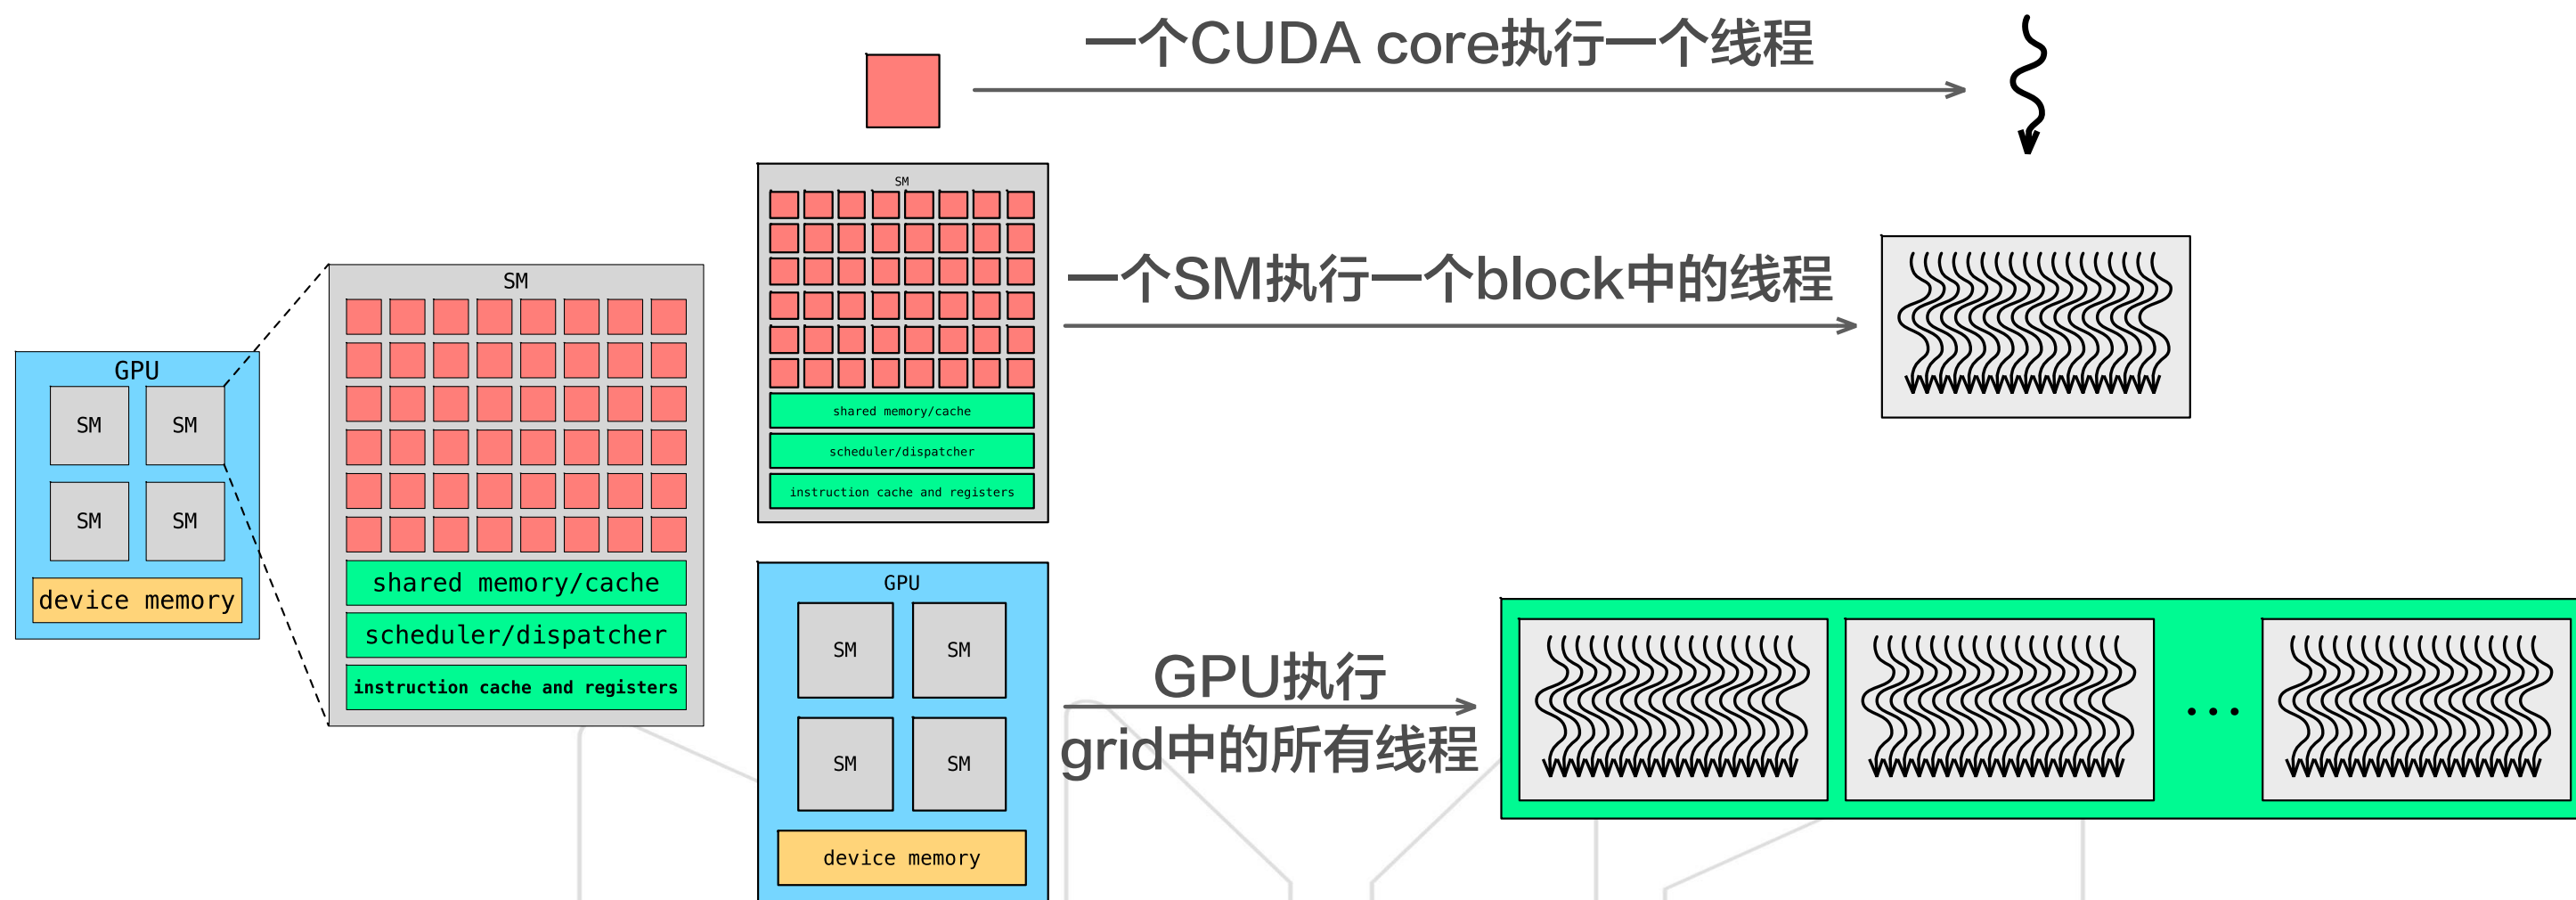 一个CUDA core执行一个线程
SM
一个SM执行一个block中的线程
shared memory/cache
scheduler/dispatcher
instruction cache and registers
GPU
SM
SM
SM
SM
device memory
SM
shared memory/cache
scheduler/dispatcher
instruction cache and registers
GPU
SM
SM
SM
SM
device memory
GPU执行
grid中的所有线程